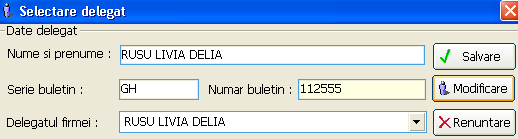 Selectare delegat
Date delegat
Nume si prenume : RUSU LIVIA DELIA Salvare
Serie buletin : GH Numar buletin : 112555 Modificare
Delegatul firmei : RUSU LIVIA DELIA Renuntare